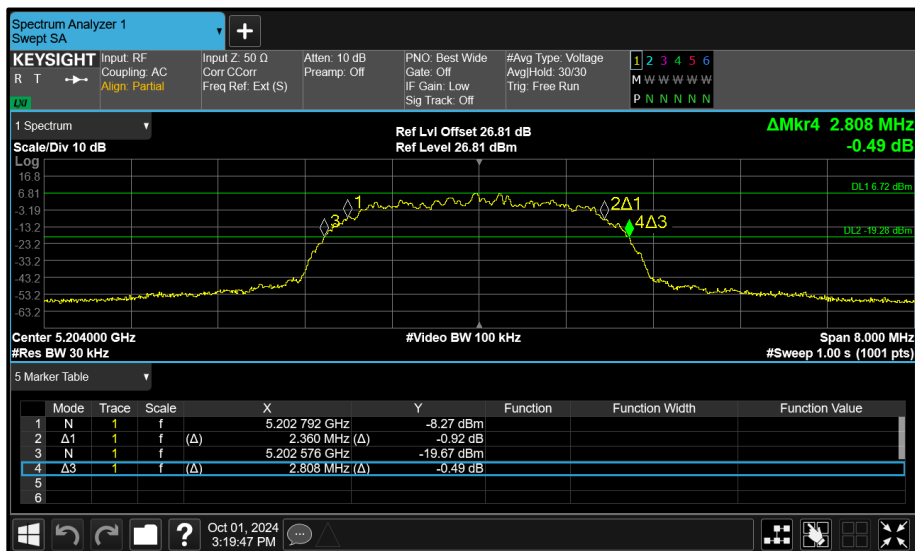 Spectrum Analyzer 1
Swept SA
+
KEYSIGHT Input: RF Input Z: 50 Ω Atten: 10 dB PNO: Best Wide #Avg Type: Voltage 1 2 3 4 5 6
R T Coupling: AC Corr CCorr Preamp: Off Gate: Off Avg|Hold: 30/30 M W W W W W
Align: Partial Freq Ref: Ext (S) IF Gain: Low Trig: Free Run
LXI Sig Track: Off P N N N N N
1 Spectrum Ref Lvl Offset 26.81 dB ΔMkr4 2.808 MHz
Scale/Div 10 dB Ref Level 26.81 dBm -0.49 dB
Log
16.8
6.81 DL1 6.72 dBm
-3.19 1 2Δ1
-13.2 3 4Δ3 DL2 -19.28 dBm
-23.2
-33.2
-43.2
-53.2
-63.2
Center 5.204000 GHz #Video BW 100 kHz Span 8.000 MHz
#Res BW 30 kHz #Sweep 1.00 s (1001 pts)
5 Marker Table
Mode Trace Scale X Y Function Function Width Function Value
1 N 1 f 5.202 792 GHz -8.27 dBm
2 Δ1 1 f (Δ) 2.360 MHz (Δ) -0.92 dB
3 N 1 f 5.202 576 GHz -19.67 dBm
4 Δ3 1 f (Δ) 2.808 MHz (Δ) -0.49 dB
5
6
? Oct 01, 2024
3:19:47 PM